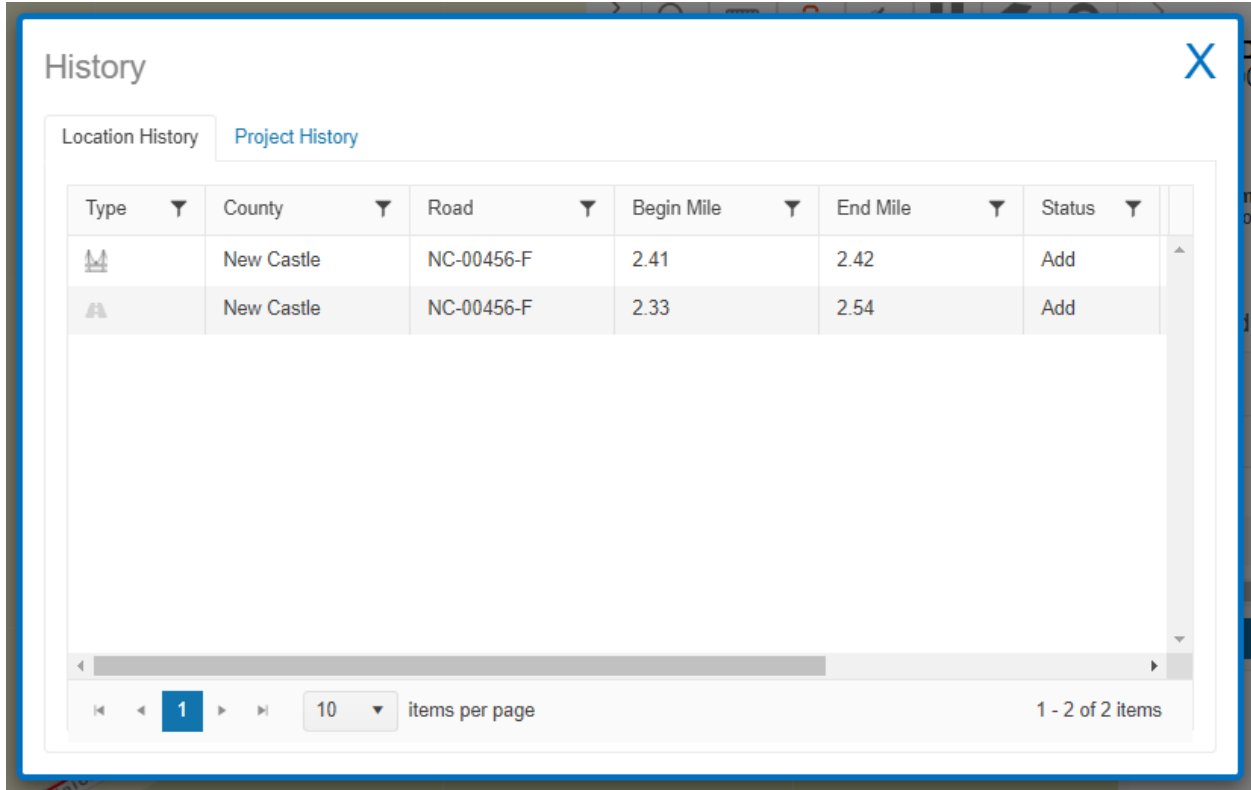 History X
Location History Project History
Type County Road Begin Mile End Mile Status
New Castle NC-00456-F 2.41 2.42 Add
New Castle NC-00456-F 2.33 2.54 Add
1 10 items per page 1 - 2 of 2 items